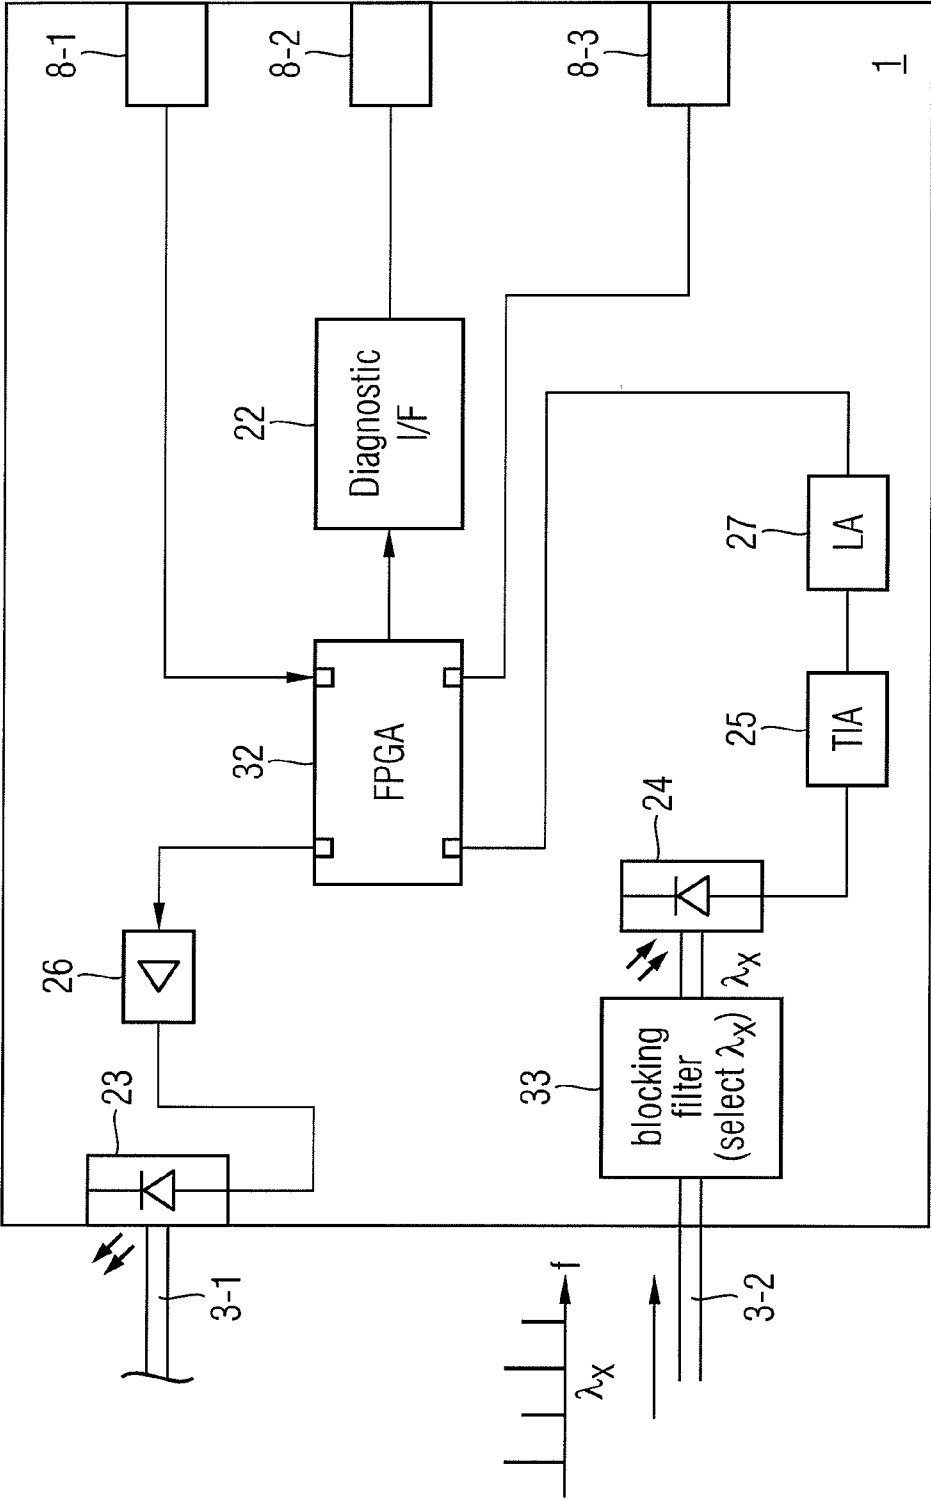 8-1
8-2
8-3
1
22
Diagnostic
I/F
32
FPGA
27
LA
25
TIA
26
24
23
33
blocking
filter
(select λx)
λx
3-1
3-2
f
λx